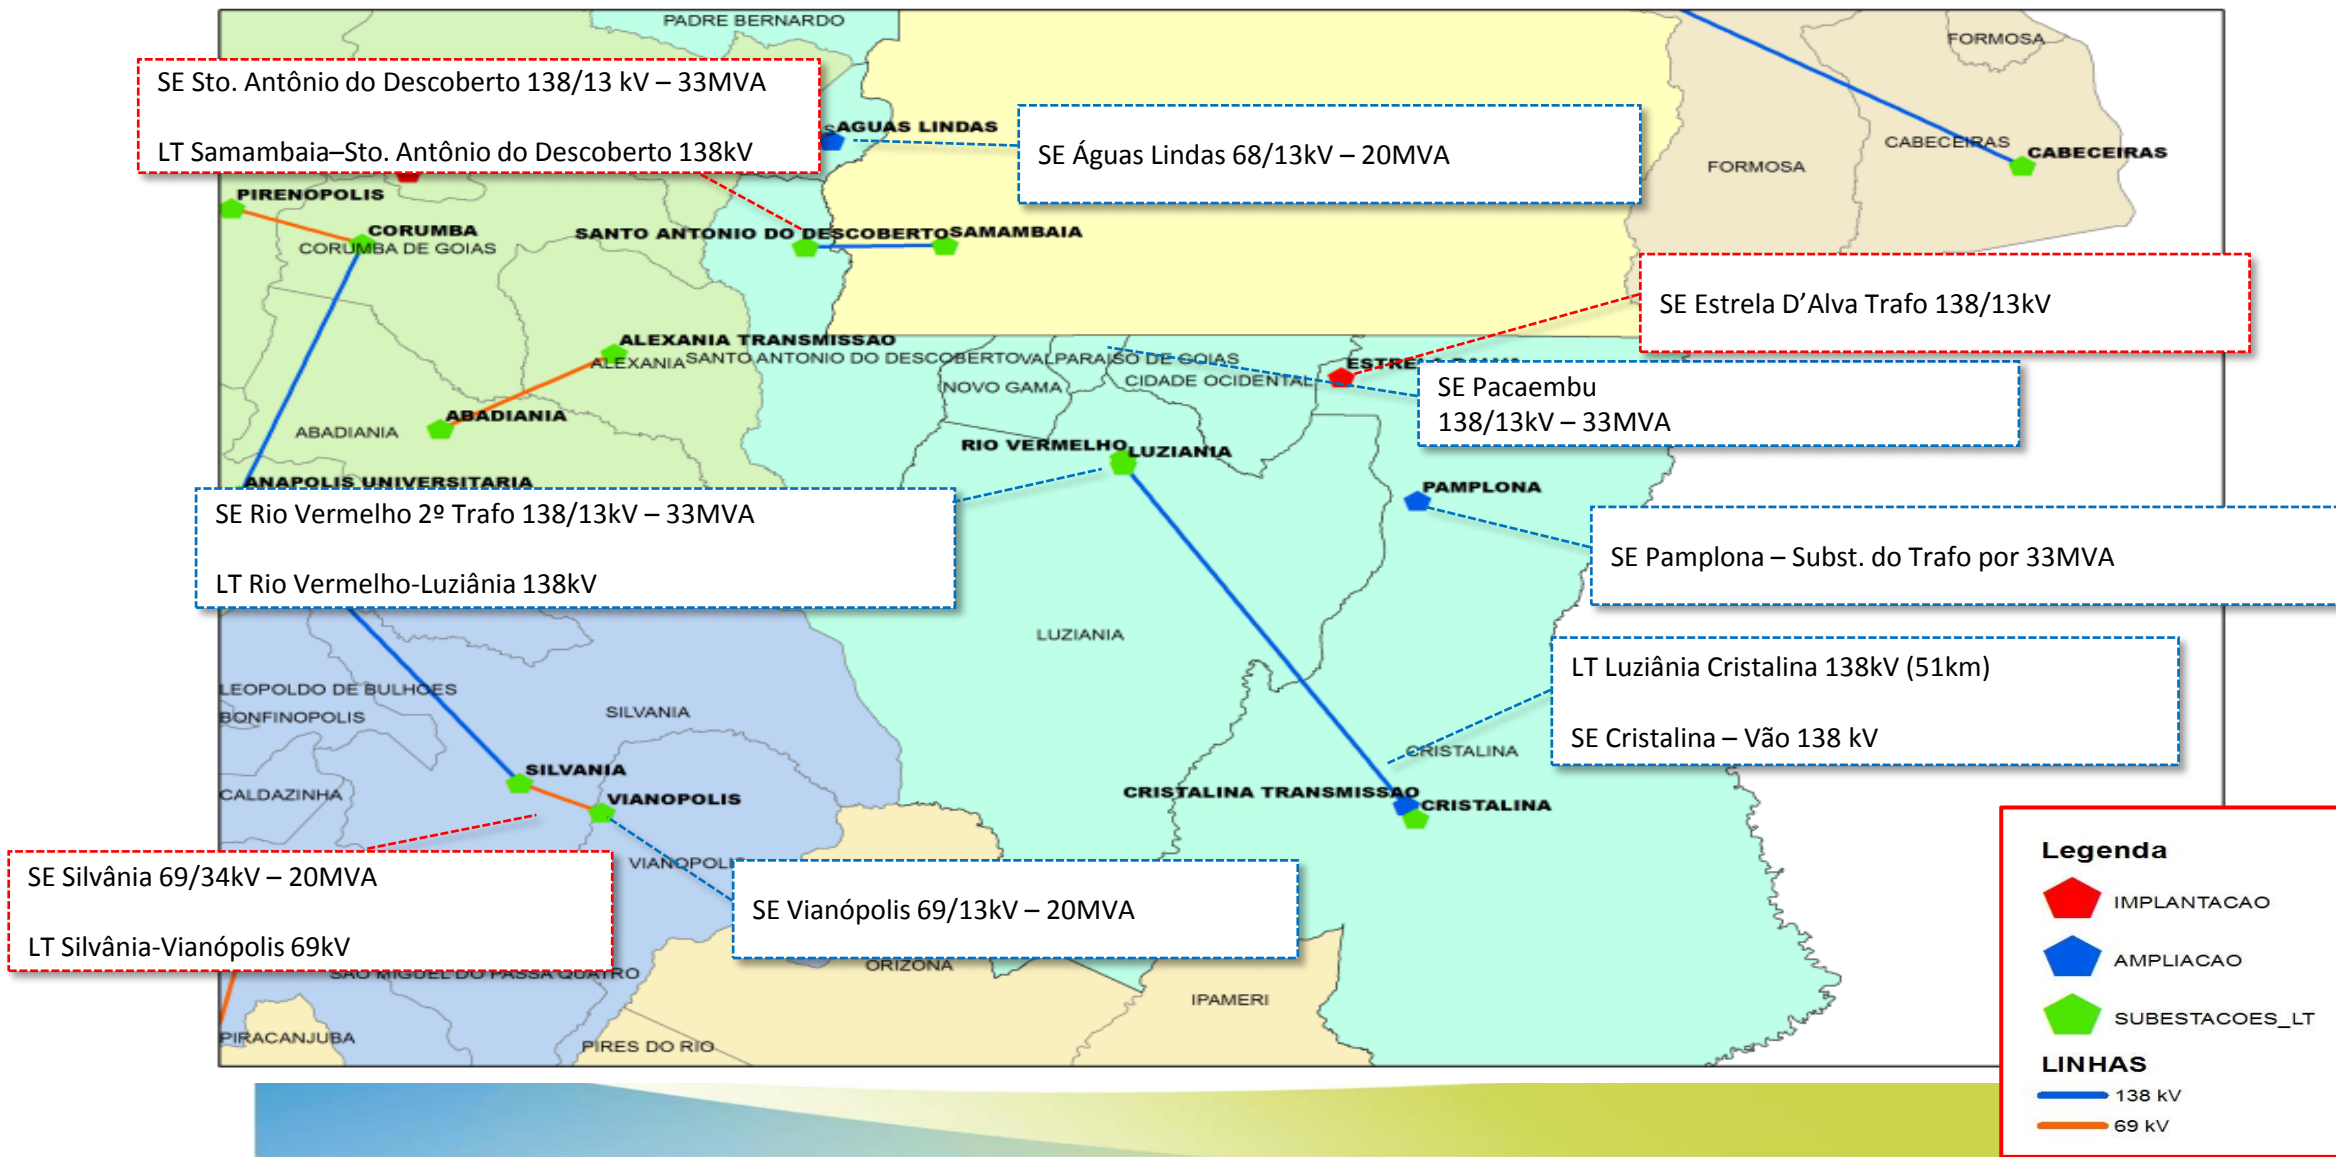 PADRE BERNARDO
FORMOSA
SE Sto. Antônio do Descoberto 138/13 kV – 33MVA
LT Samambaia–Sto. Antônio do Descoberto 138kV
AGUAS LINDAS
SE Águas Lindas 68/13kV – 20MVA
CABECEIRAS
CABECEIRAS
FORMOSA
PIRENOPOLIS
CORUMBA
CORUMBA DE GOIAS
SANTO ANTONIO DO DESCOBERTO
SAMAMBAIA
SE Estrela D’Alva Trafo 138/13kV
ALEXANIA TRANSMISSAO
ALEXANIA
SANTO ANTONIO DO DESCOBERTO
VALPARAISO DE GOIAS
NOVO GAMA
CIDADE OCIDENTAL
SE Pacaembu
138/13kV – 33MVA
ABADIANIA
ABADIANIA
RIO VERMELHO
LUZIANIA
ANAPOLIS UNIVERSITARIA
PAMPLONA
SE Rio Vermelho 2º Trafo 138/13kV – 33MVA
LT Rio Vermelho-Luziânia 138kV
SE Pamplona – Subst. do Trafo por 33MVA
LUZIANIA
LT Luziânia Cristalina 138kV (51km)
SE Cristalina – Vão 138 kV
LEOPOLDO DE BULHOES
BONFINOPOLIS
SILVANIA
CRISTALINA
SILVANIA
CALDAZINHA
VIANOPOLIS
CRISTALINA TRANSMISSAO
CRISTALINA
VIANOPOLIS
SE Silvânia 69/34kV – 20MVA
LT Silvânia-Vianópolis 69kV
SE Vianópolis 69/13kV – 20MVA
SAO MIGUEL DO PASSA QUATRO
ORIZONA
IPAMERI
PIRACANJUBA
PIRES DO RIO
Legenda
IMPLANTACAO
AMPLIACAO
SUBESTACOES_LT
LINHAS
138 kV
69 kV